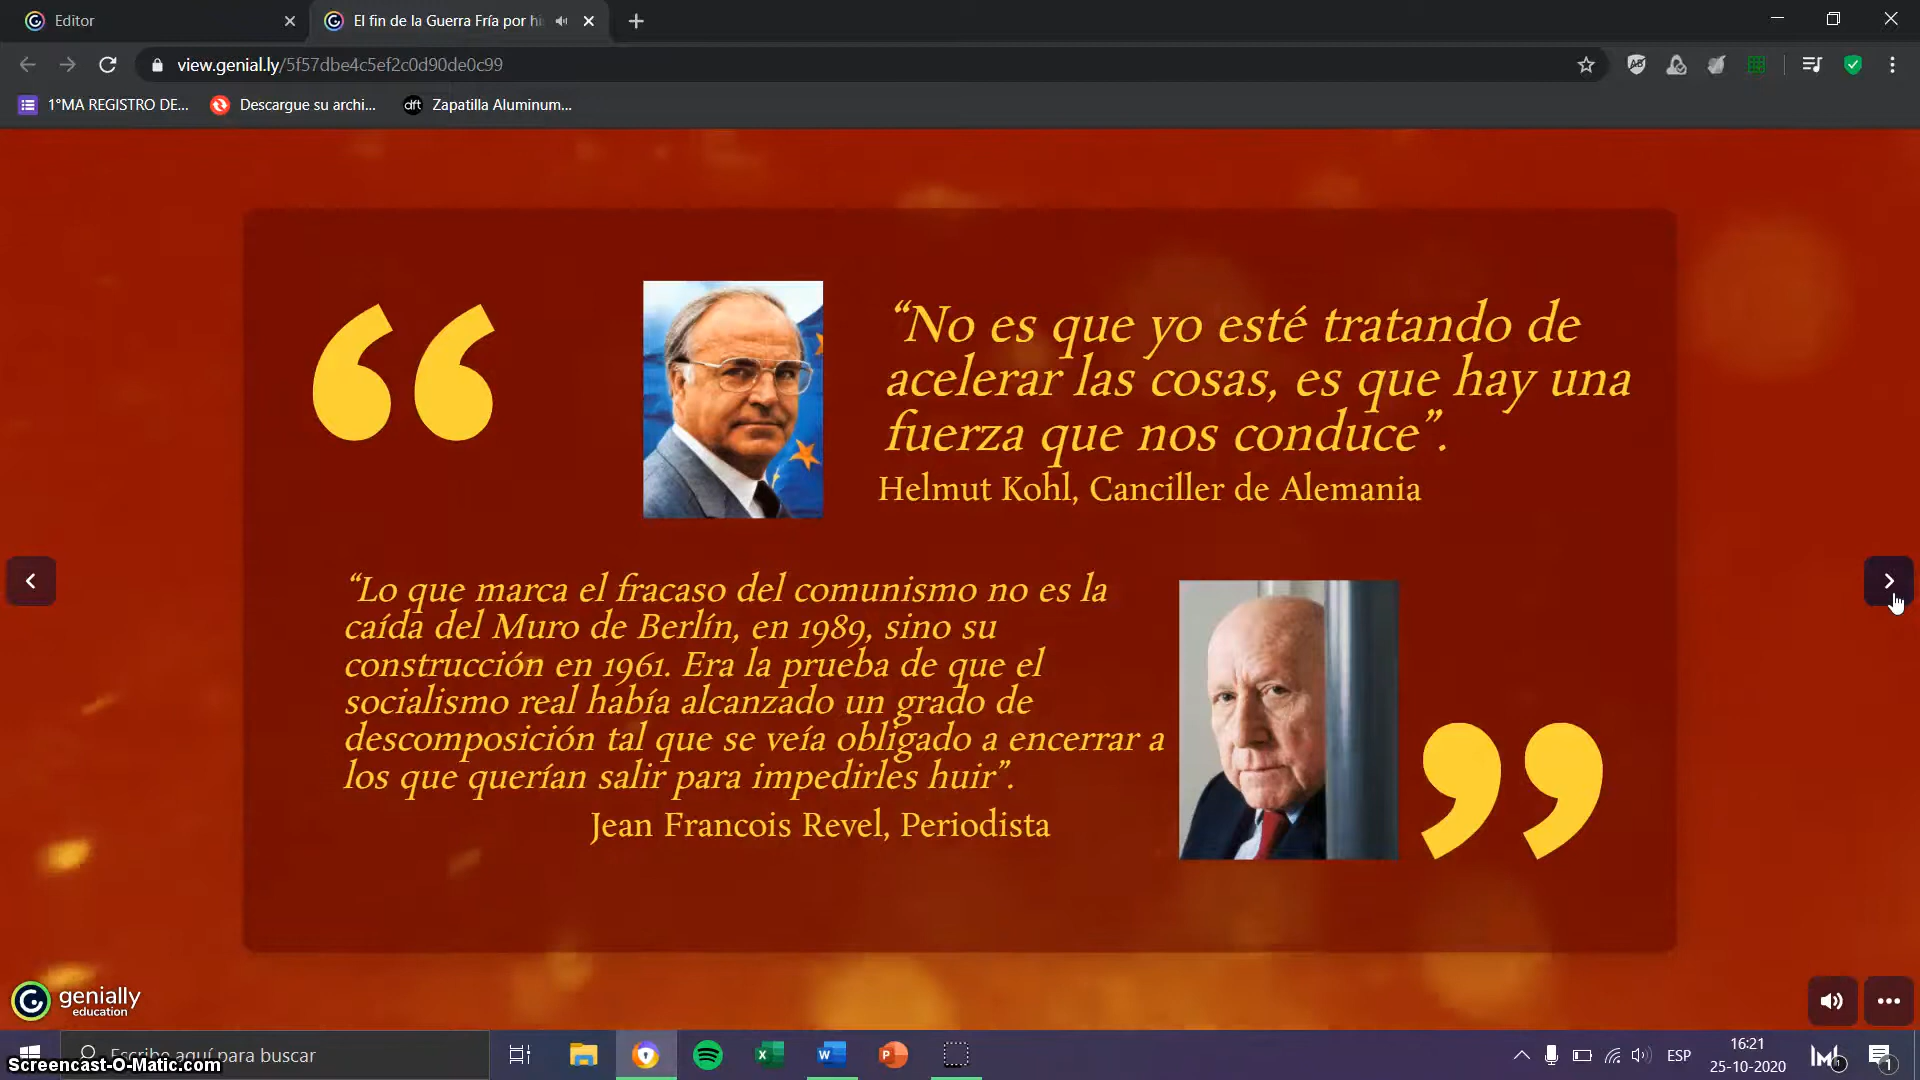 Editor
El fin de la Guerra Fría por hi
view.genial.ly/5f57dbe4c5ef2c0d90de0c99
1°MA REGISTRO DE...
Descargue su archi...
dft
Zapatilla Aluminum...
“No es que yo esté tratando de
acelerar las cosas, es que hay una
fuerza que nos conduce”.
Helmut Kohl, Canciller de Alemania
“Lo que marca el fracaso del comunismo no es la
caída del Muro de Berlín, en 1989, sino su
construcción en 1961. Era la prueba de que el
socialismo real había alcanzado un grado de
descomposición tal que se veía obligado a encerrar a
los que querían salir para impedirles huir”.
Jean Francois Revel, Periodista
genially
education
Escribe aquí para buscar
Screencast-O-Matic.com
ESP
16:21
25-10-2020
1